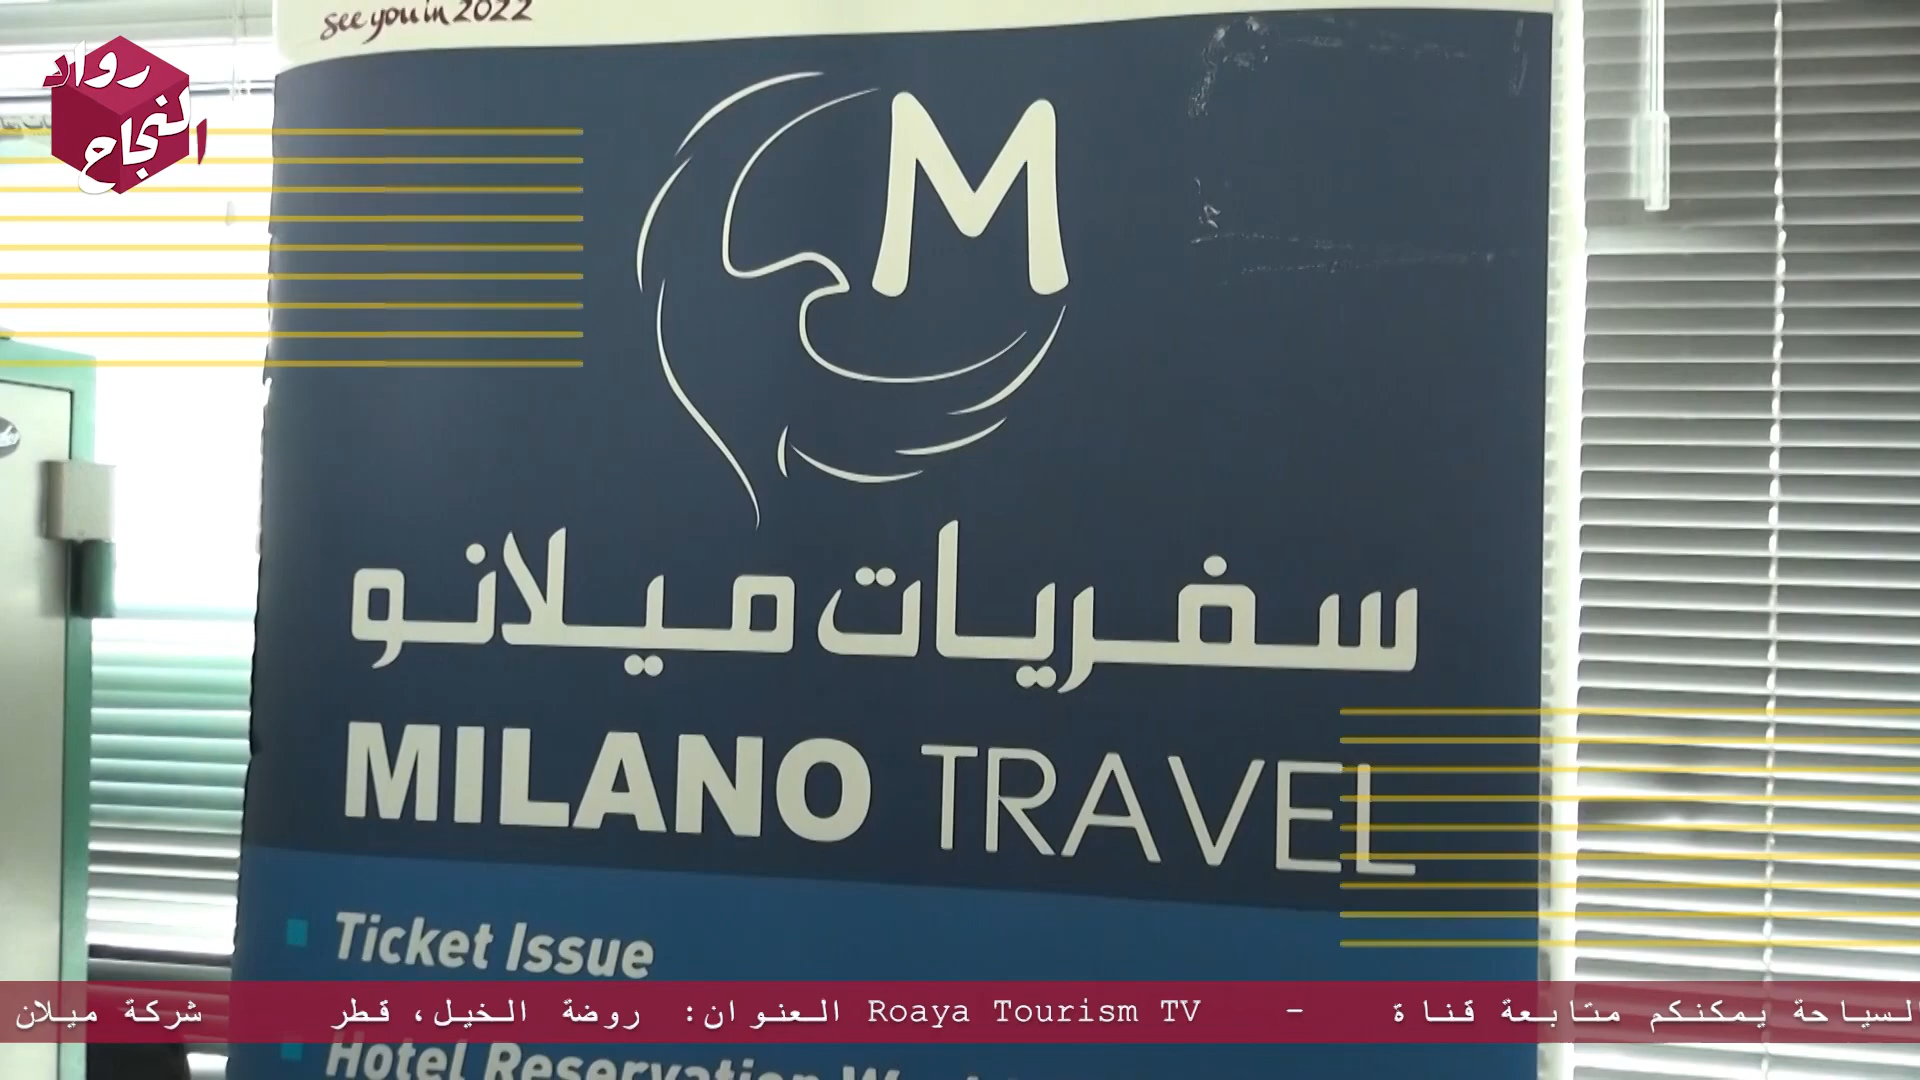 see you in 2022
رواد
النجاح
M
سفريات ميلانو
MILANO TRAVEL
Ticket Issue
السياحة يمكنكم متابعة قناة - Roaya Tourism TV العنوان: روضة الخيل، قطر شركة ميلان
Hotel Reservation